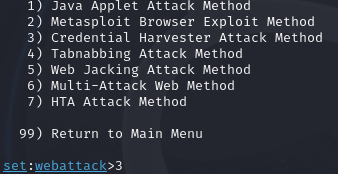 1) Java Applet Attack Method
2) Metasploit Browser Exploit Method
3) Credential Harvester Attack Method
4) Tabnabbing Attack Method
5) Web Jacking Attack Method
6) Multi-Attack Web Method
7) HTA Attack Method
99) Return to Main Menu
set:webattack>3